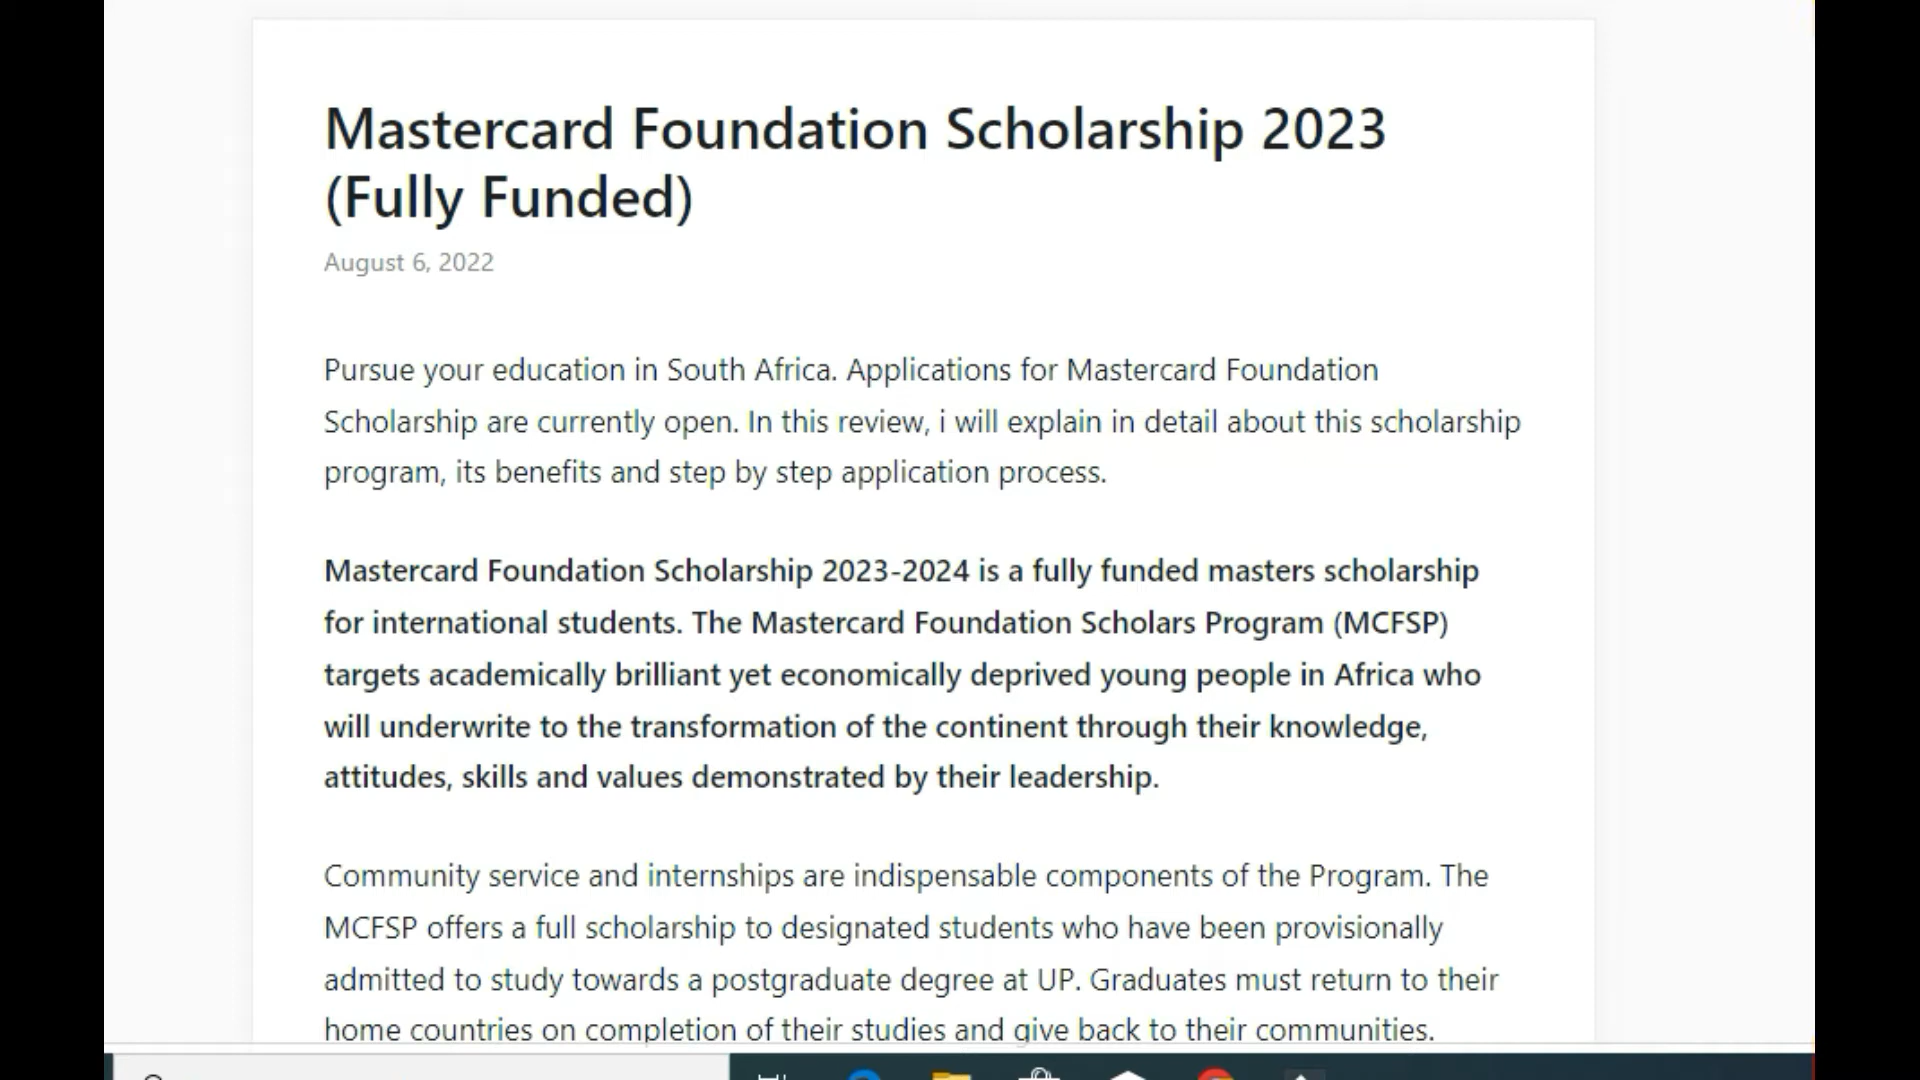 Mastercard Foundation Scholarship 2023
(Fully Funded)
August 6, 2022
Pursue your education in South Africa. Applications for Mastercard Foundation
Scholarship are currently open. In this review, i will explain in detail about this scholarship
program, its benefits and step by step application process.
Mastercard Foundation Scholarship 2023-2024 is a fully funded masters scholarship
for international students. The Mastercard Foundation Scholars Program (MCFSP)
targets academically brilliant yet economically deprived young people in Africa who
will underwrite to the transformation of the continent through their knowledge,
attitudes, skills and values demonstrated by their leadership.
Community service and internships are indispensable components of the Program. The
MCFSP offers a full scholarship to designated students who have been provisionally
admitted to study towards a postgraduate degree at UP. Graduates must return to their
home countries on completion of their studies and give back to their communities.